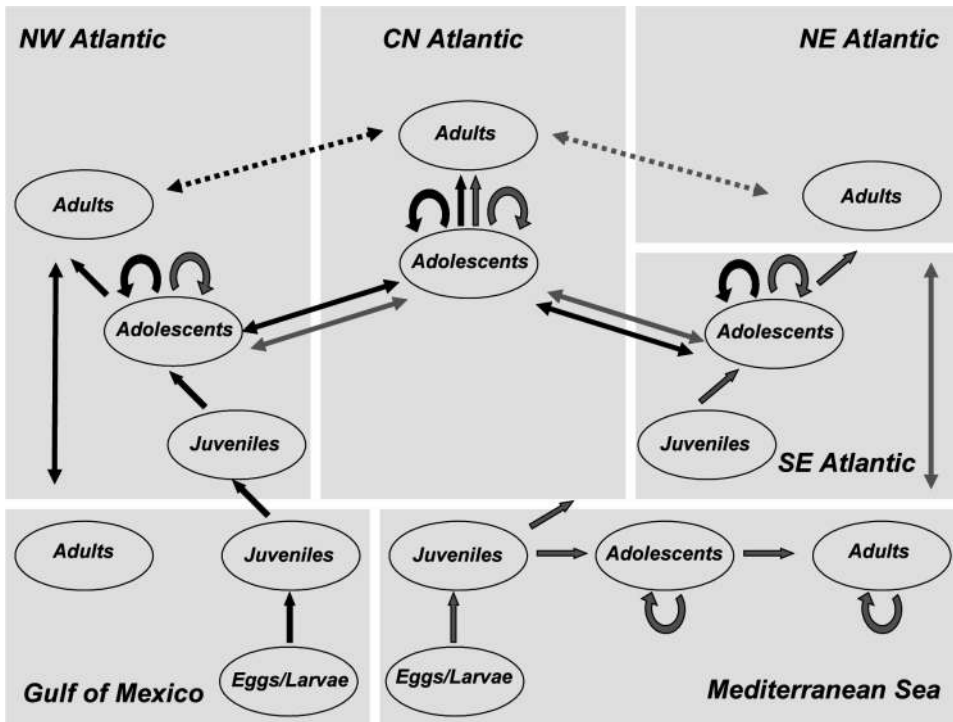 NW Atlantic
CN Atlantic
NE Atlantic
Adults
Adults
Adults
Adolescents
Adolescents
Adolescents
Juveniles
Juveniles
SE Atlantic
Adults
Juveniles
Juveniles
Adolescents
Adults
Eggs/Larvae
Eggs/Larvae
Gulf of Mexico
Mediterranean Sea